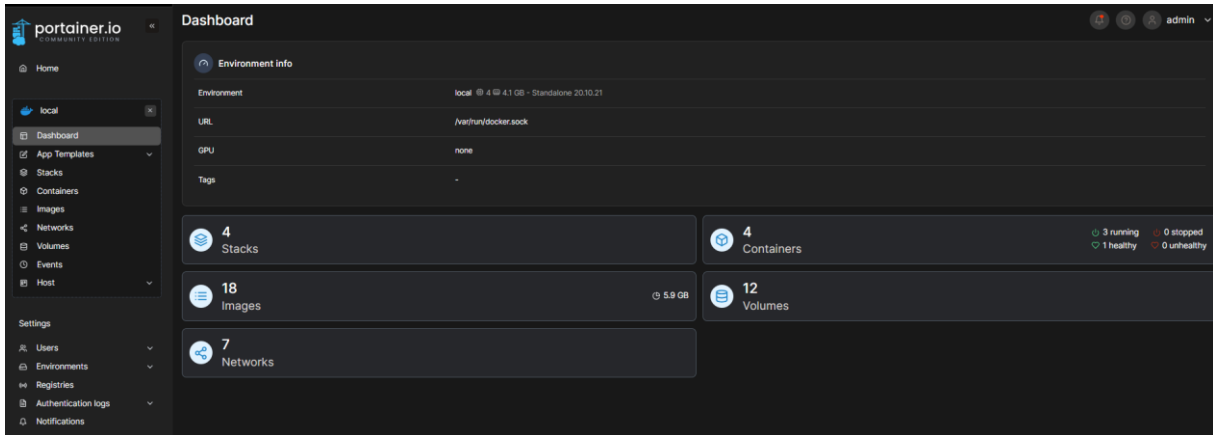 portainer.io
COMMUNITY EDITION
Home
local
Dashboard
App Templates
Stacks
Containers
Images
Networks
Volumes
Events
Host
Settings
Users
Environments
Registries
Authentication logs
Notifications
Dashboard
admin
Environment info
Environment local 4 4.1 GB - Standalone 20.10.21
URL /var/run/docker.sock
GPU none
Tags -
4
Stacks
4
Containers
3 running 0 stopped
1 healthy 0 unhealthy
18
Images
5.9 GB
12
Volumes
7
Networks